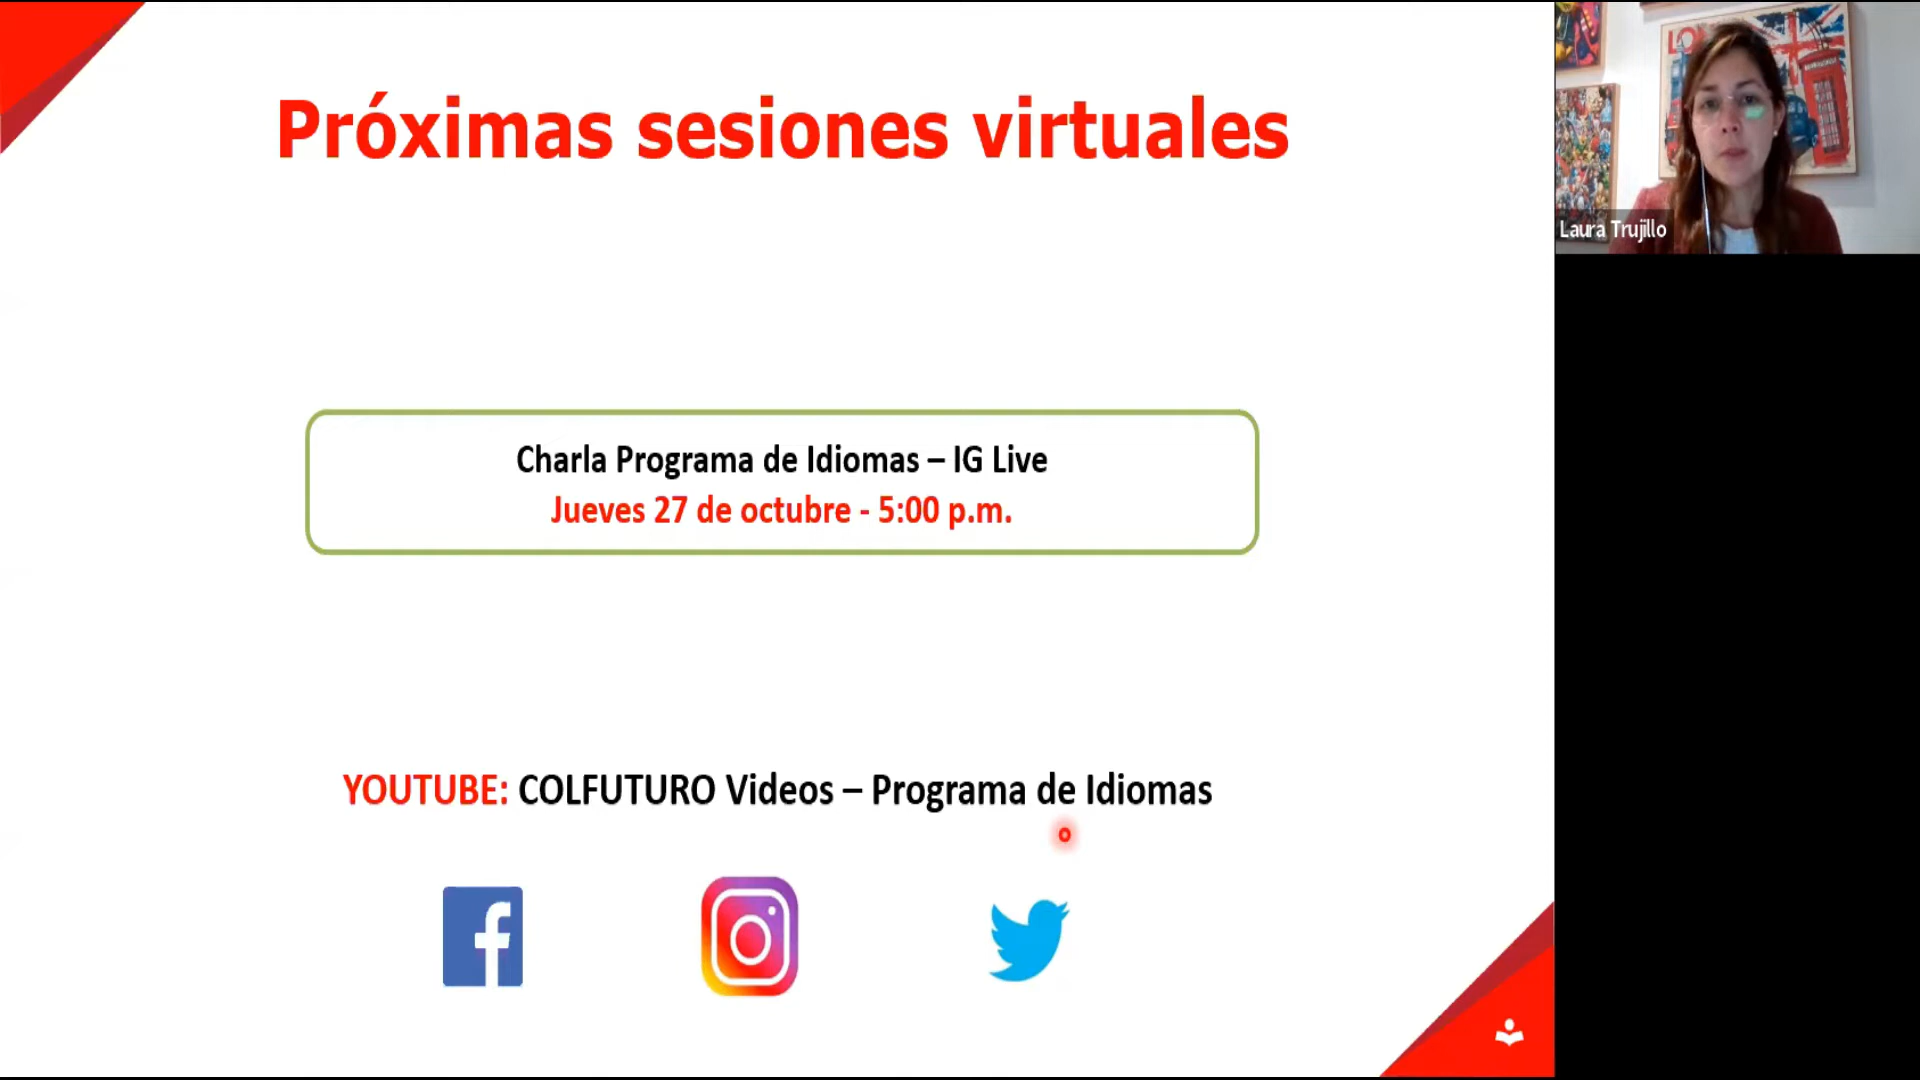 Próximas sesiones virtuales
Laura Trujillo
Charla Programa de Idiomas – IG Live
Jueves 27 de octubre - 5:00 p.m.
YOUTUBE: COLFUTURO Videos – Programa de Idiomas